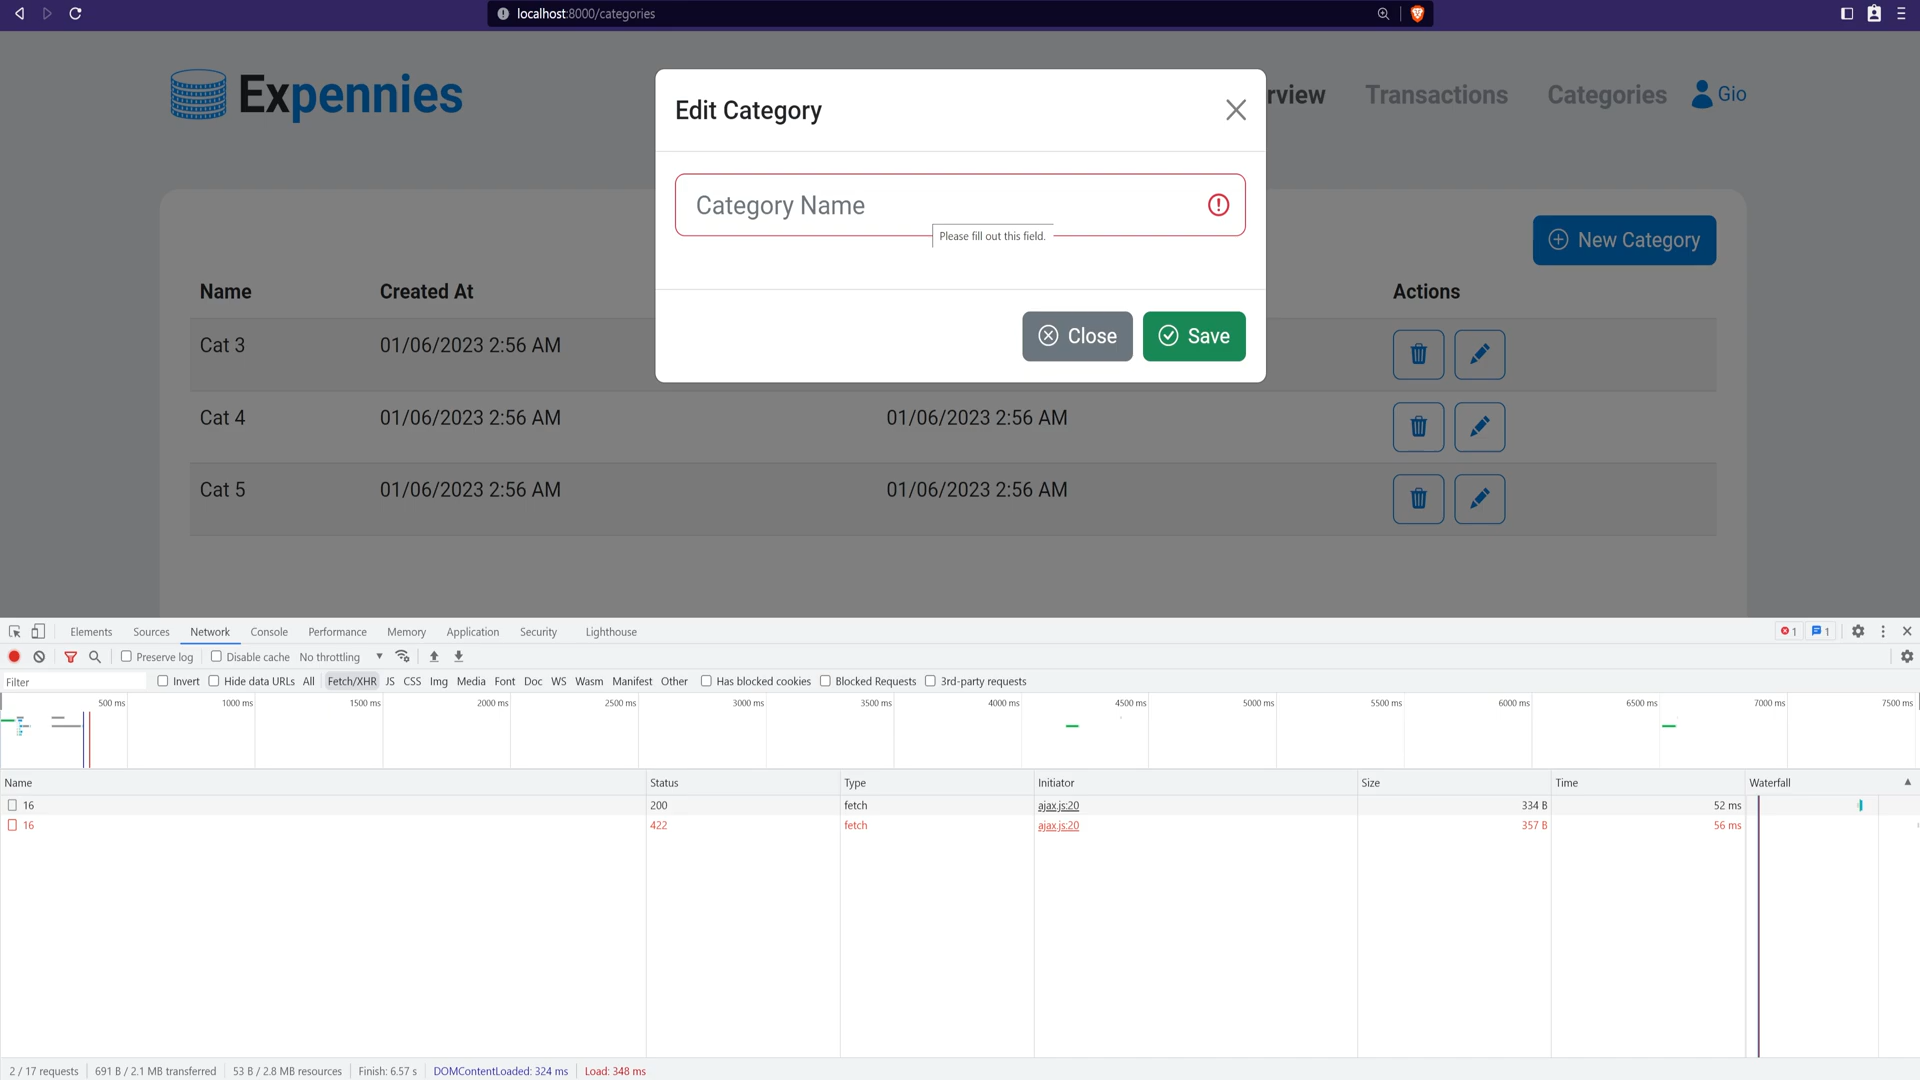 localhost:8000/categories
Expennies
rview Transactions Categories Gio
Edit Category
Category Name
Please fill out this field.
Close Save
New Category
Name Created At Actions
Cat 3 01/06/2023 2:56 AM
Cat 4 01/06/2023 2:56 AM 01/06/2023 2:56 AM
Cat 5 01/06/2023 2:56 AM 01/06/2023 2:56 AM
Elements Sources Network Console Performance Memory Application Security Lighthouse 1 1
Preserve log Disable cache No throttling
Filter Invert Hide data URLs All Fetch/XHR JS CSS Img Media Font Doc WS Wasm Manifest Other Has blocked cookies Blocked Requests 3rd-party requests
500 ms 1000 ms 1500 ms 2000 ms 2500 ms 3000 ms 3500 ms 4000 ms 4500 ms 5000 ms 5500 ms 6000 ms 6500 ms 7000 ms 7500 ms
Name Status Type Initiator Size Time Waterfall
16 200 fetch ajax.js:20 334 B 52 ms
16 422 fetch ajax.js:20 357 B 56 ms
2 / 17 requests 691 B / 2.1 MB transferred 53 B / 2.8 MB resources Finish: 6.57 s DOMContentLoaded: 324 ms Load: 348 ms